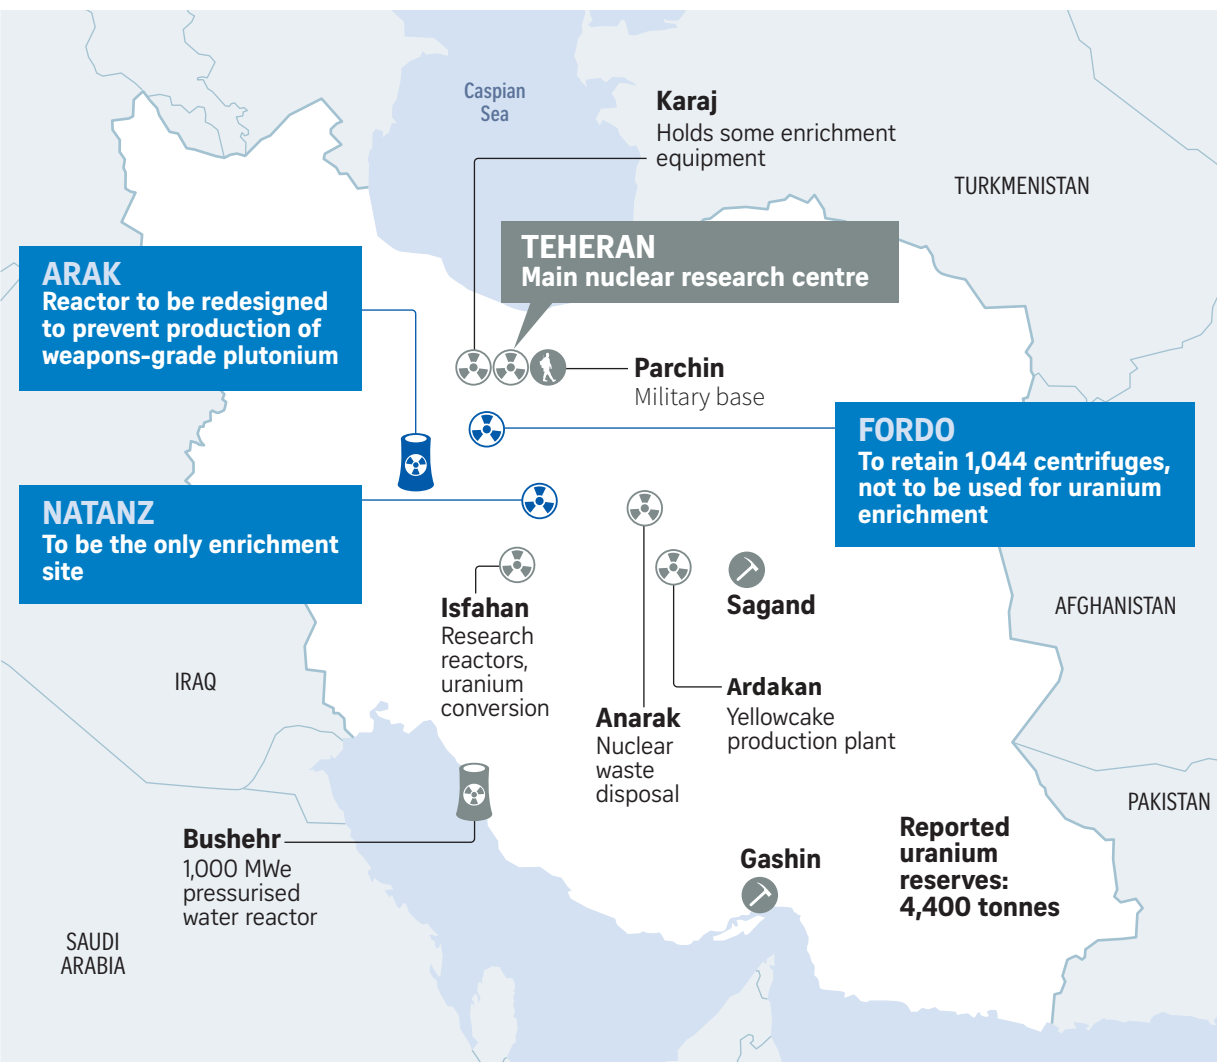 Caspian
Sea
Karaj
Holds some enrichment
equipment
TURKMENISTAN
TEHERAN
Main nuclear research centre
ARAK
Reactor to be redesigned
to prevent production of
weapons-grade plutonium
Parchin
Military base
FORDO
To retain 1,044 centrifuges,
not to be used for uranium
enrichment
NATANZ
To be the only enrichment
site
Isfahan
Research
reactors,
uranium
conversion
Sagand
AFGHANISTAN
IRAQ
Ardakan
Yellowcake
production plant
Anarak
Nuclear
waste
disposal
PAKISTAN
Bushehr
1,000 MWe
pressurised
water reactor
Gashin
Reported
uranium
reserves:
4,400 tonnes
SAUDI
ARABIA